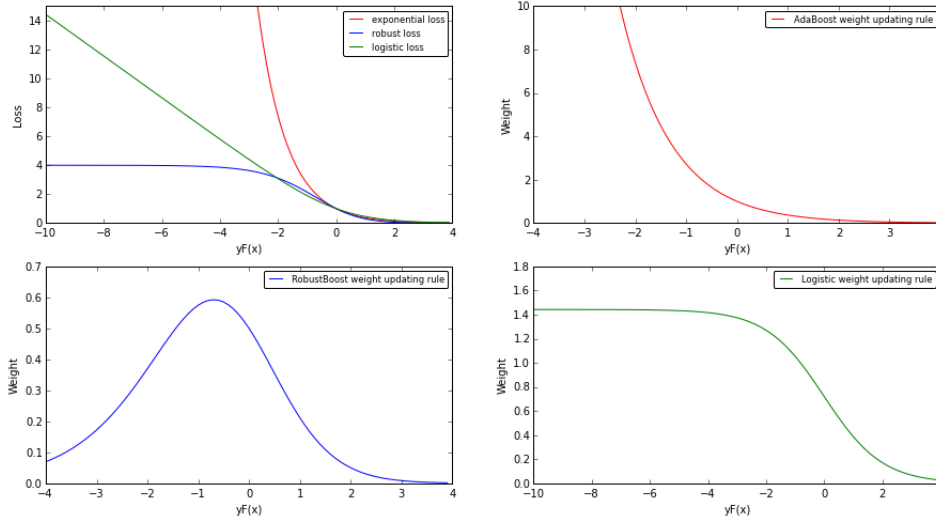 exponential loss
robust loss
logistic loss
Loss
14
12
10
8
6
4
2
0
−10 −8 −6 −4 −2 0 2 4
yF(x)
AdaBoost weight updating rule
Weight
10
8
6
4
2
0
−4 −3 −2 −1 0 1 2 3
yF(x)
RobustBoost weight updating rule
Weight
0.7
0.6
0.5
0.4
0.3
0.2
0.1
0.0
−4 −3 −2 −1 0 1 2 3 4
yF(x)
Logistic weight updating rule
Weight
1.8
1.6
1.4
1.2
1.0
0.8
0.6
0.4
0.2
0.0
−10 −8 −6 −4 −2 0 2
yF(x)